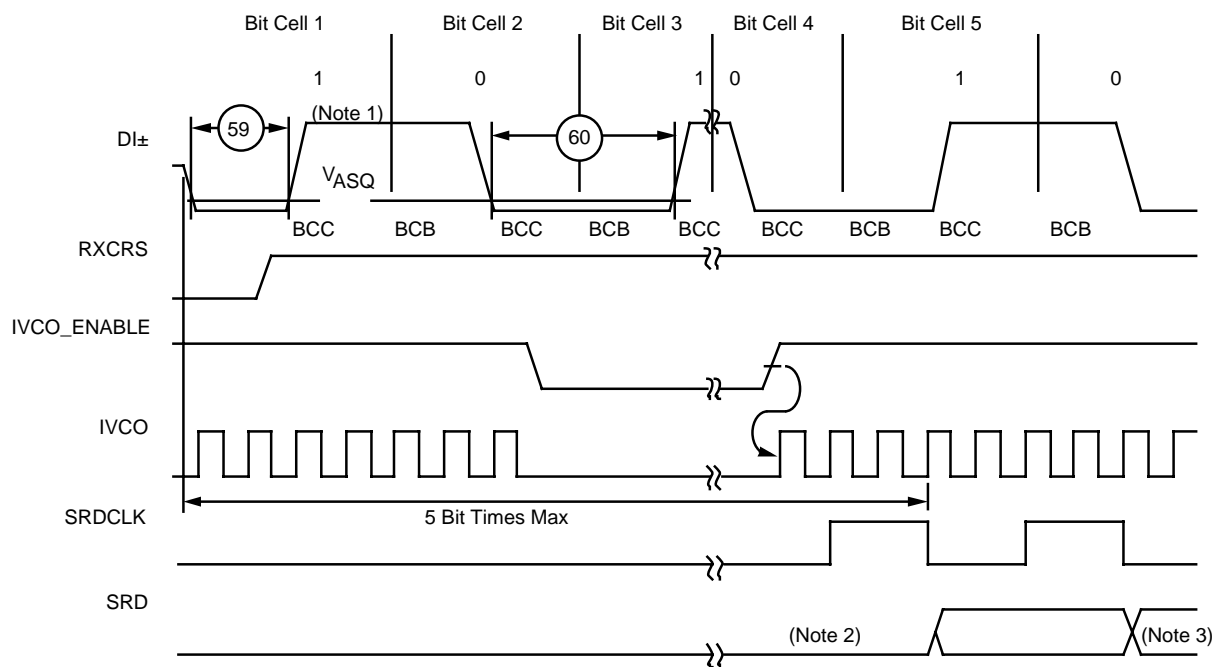 Bit Cell 1 Bit Cell 2 Bit Cell 3 Bit Cell 4 Bit Cell 5
1 0 1 0 1 0
(Note 1)
59
60
DI±
VASQ
BCC BCB BCC BCB BCC BCC BCB BCC BCB
RXCRS
IVCO_ENABLE
IVCO
5 Bit Times Max
SRDCLK
SRD
(Note 2) (Note 3)